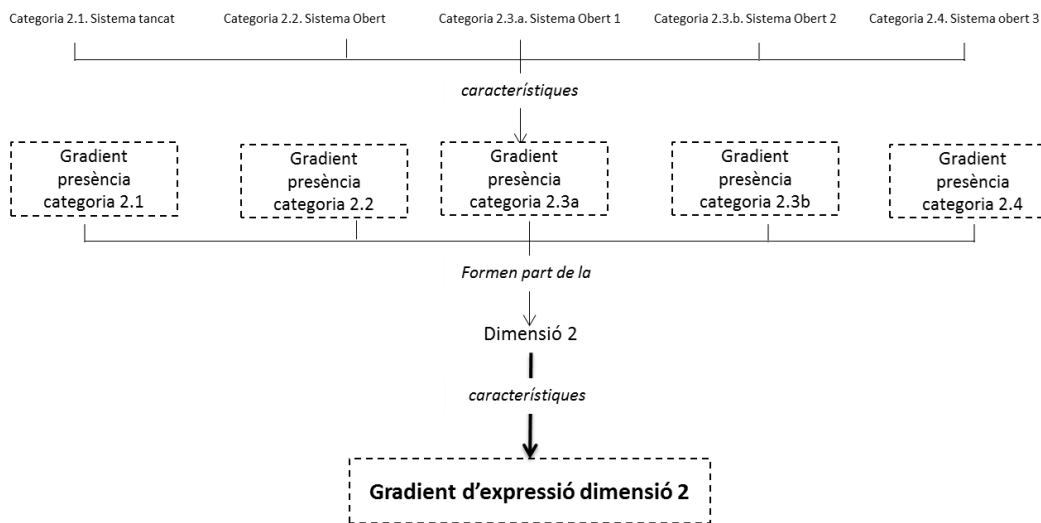 Categoria 2.1. Sistema tancat
Categoria 2.2. Sistema Obert
Categoria 2.3.a. Sistema Obert 1
Categoria 2.3.b. Sistema Obert 2
Categoria 2.4. Sistema obert 3
característiques
Gradient
presència
categoria 2.1
Gradient
presència
categoria 2.2
Gradient
presència
categoria 2.3a
Gradient
presència
categoria 2.3b
Gradient
presència
categoria 2.4
Formen part de la
Dimensió 2
característiques
Gradient d’expressió dimensió 2